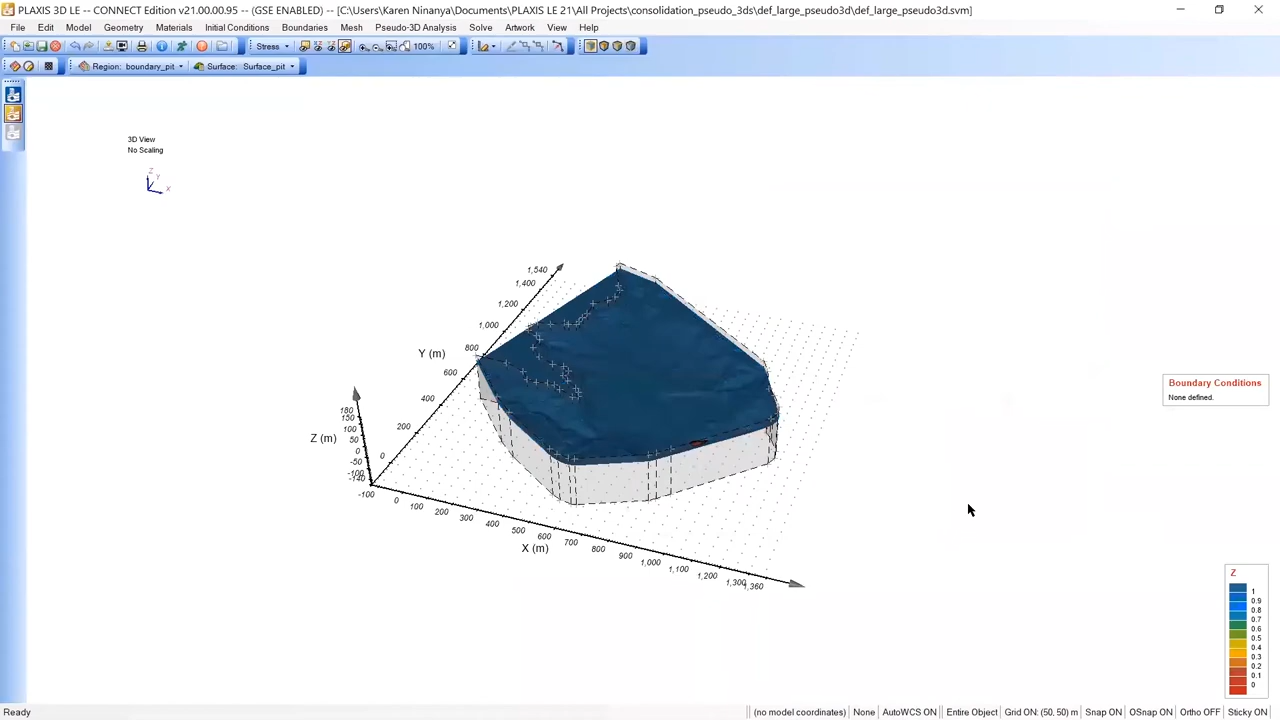 PLAXIS 3D LE -- CONNECT Edition v21.00.00.95 -- (GSE ENABLED) -- [C:\Users\Karen Ninanya\Documents\PLAXIS LE 21\All Projects\consolidation_pseudo_3ds\def_large_pseudo3d\def_large_pseudo3d.svm]
File Edit Model Geometry Materials Initial Conditions Boundaries Mesh Pseudo-3D Analysis Solve Artwork View Help
Stress 100%
Region: boundary_pit Surface: Surface_pit
3D View
No Scaling
Z
Y
X
1,540
1,400
1,200
1,000
800
Y (m)
600
400
200
0
180
150
100
50
0
-50
-100
-140
Z (m)
-100
0
100
200
300
400
500
600
700
800
900
1,000
1,100
1,200
1,300
1,360
X (m)
Boundary Conditions
None defined.
Z
1
0.9
0.8
0.7
0.6
0.5
0.4
0.3
0.2
0.1
0
Ready (no model coordinates) None AutoWCS ON Entire Object Grid ON: (50, 50) m Snap ON OSnap ON Ortho OFF Sticky ON